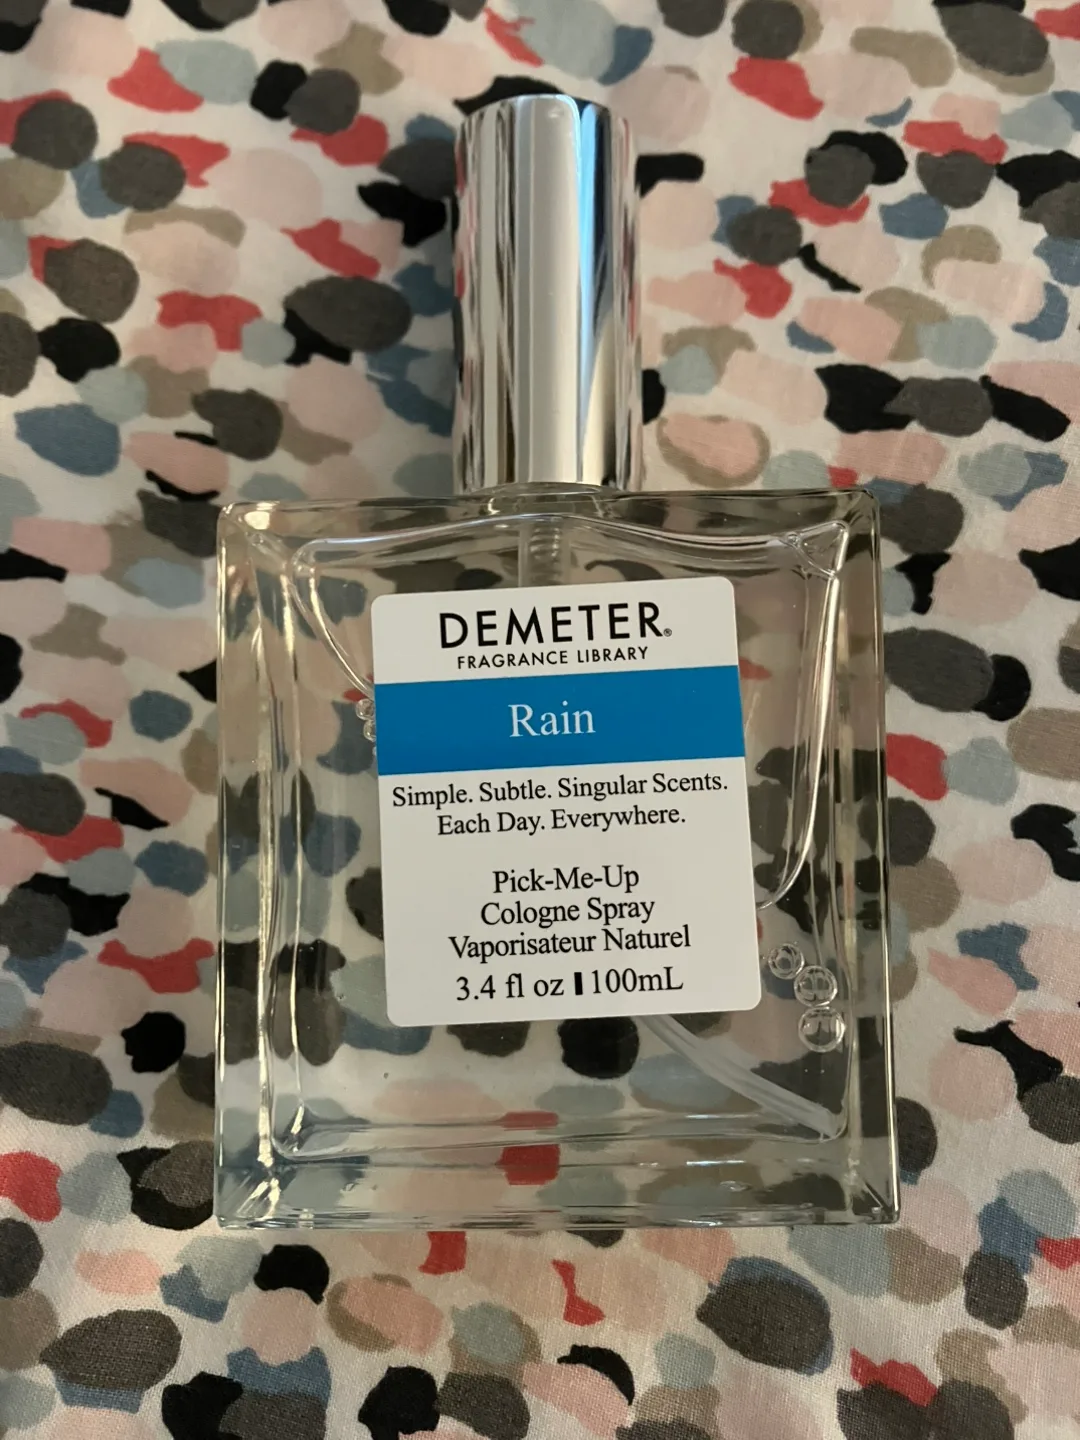 DEMETER®
FRAGRANCE LIBRARY
Rain
Simple. Subtle. Singular Scents.
Each Day. Everywhere.
Pick-Me-Up
Cologne Spray
Vaporisateur Naturel
3.4 fl oz ▮ 100mL